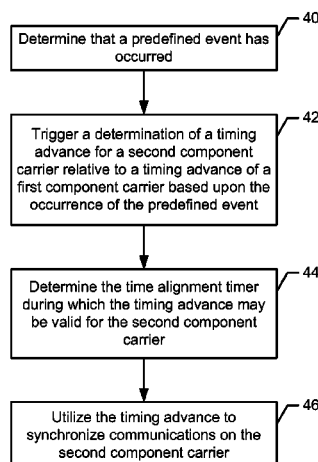 40
Determine that a predefined event has
occurred
42
Trigger a determination of a timing
advance for a second component
carrier relative to a timing advance of a
first component carrier based upon the
occurrence of the predefined event
44
Determine the time alignment timer
during which the timing advance may
be valid for the second component
carrier
46
Utilize the timing advance to
synchronize communications on the
second component carrier